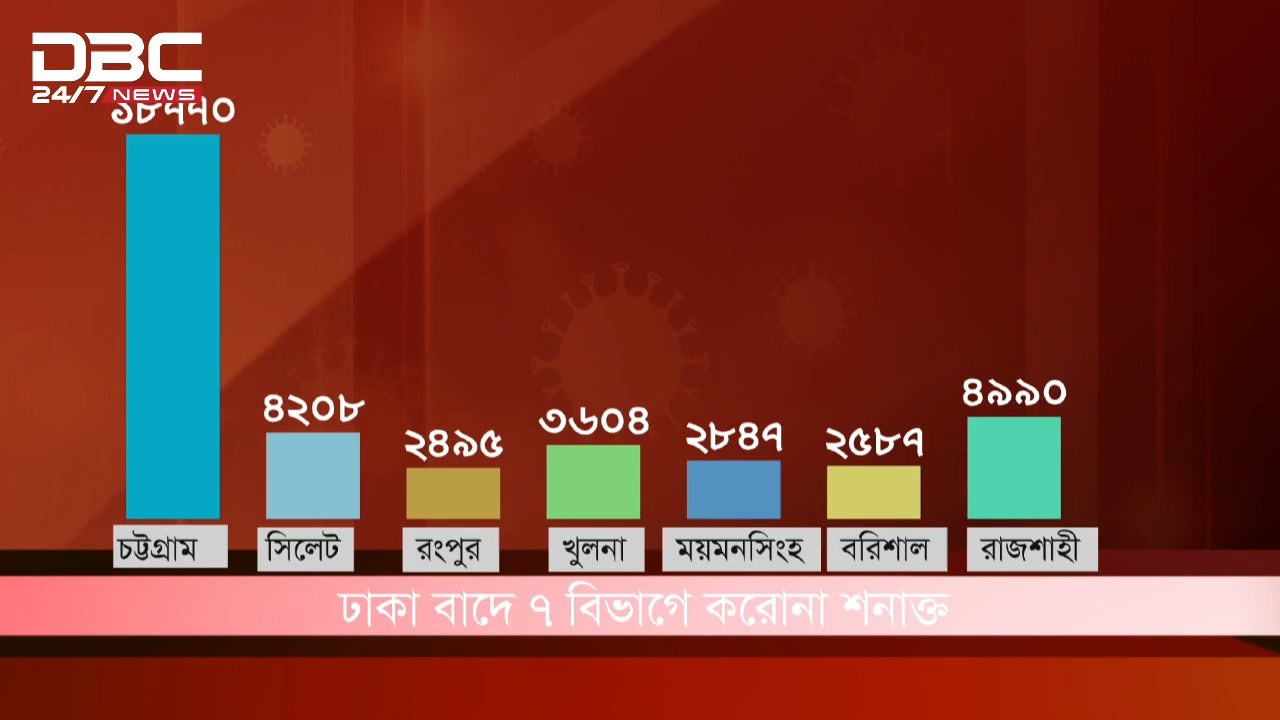 DBC
24/7 NEWS
১৮৭৭০
৪২০৮
২৪৯৫
৩৬০৪
২৮৪৭
২৫৮৭
৪৯৯০
চট্টগ্রাম
সিলেট
রংপুর
খুলনা
ময়মনসিংহ
বরিশাল
রাজশাহী
ঢাকা বাদে ৭ বিভাগে করোনা শনাক্ত